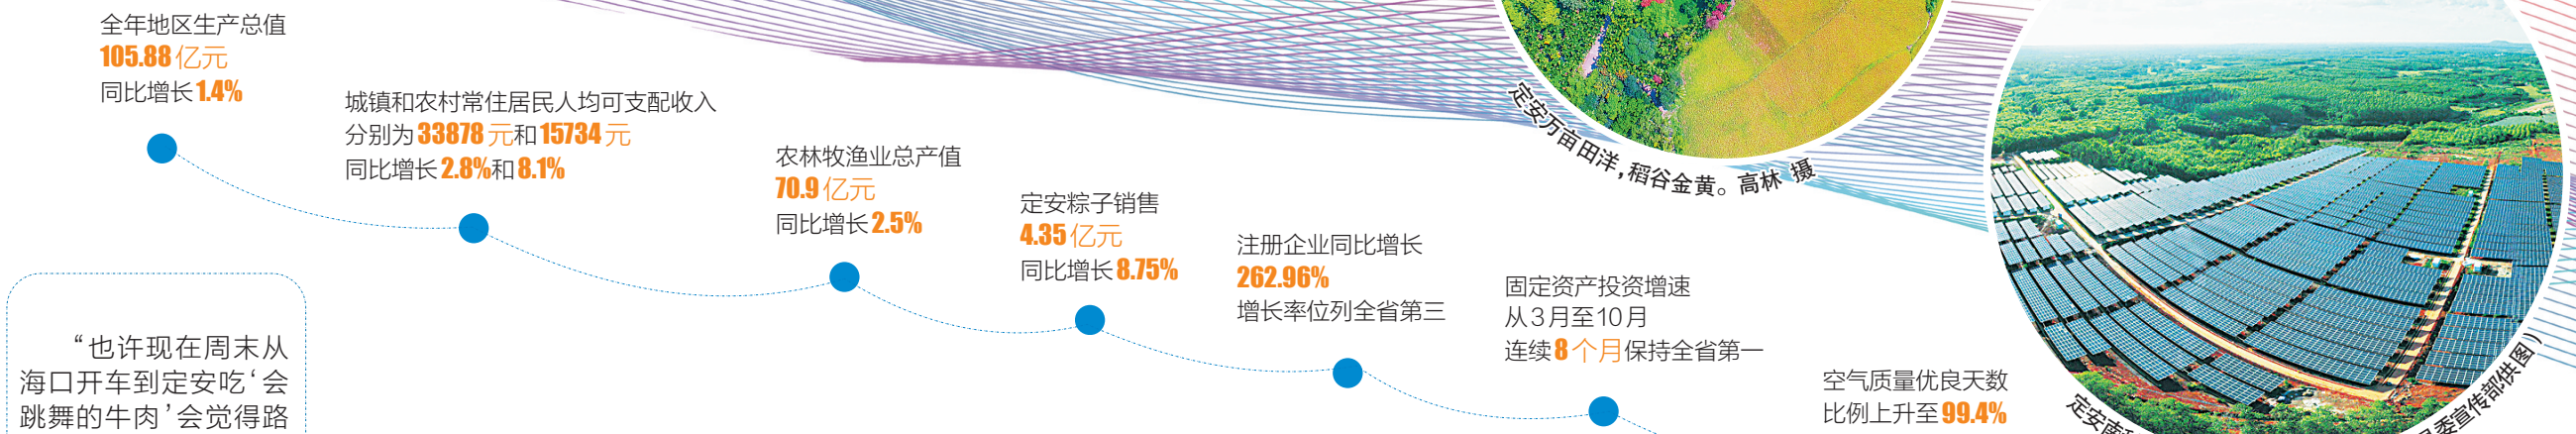 全年地区生产总值
105.88亿元
同比增长1.4%
城镇和农村常住居民人均可支配收入
分别为33878元和15734元
同比增长2.8%和8.1%
农林牧渔业总产值
70.9亿元
同比增长2.5%
定安粽子销售
4.35亿元
同比增长8.75%
注册企业同比增长
262.96%
增长率位列全省第三
固定资产投资增速
从3月至10月
连续8个月保持全省第一
空气质量优良天数
比例上升至99.4%
定安万亩田洋，稻谷金黄。高林 摄
定安南
委宣传部供图）
“也许现在周末从
海口开车到定安吃‘会
跳舞的牛肉’会觉得路